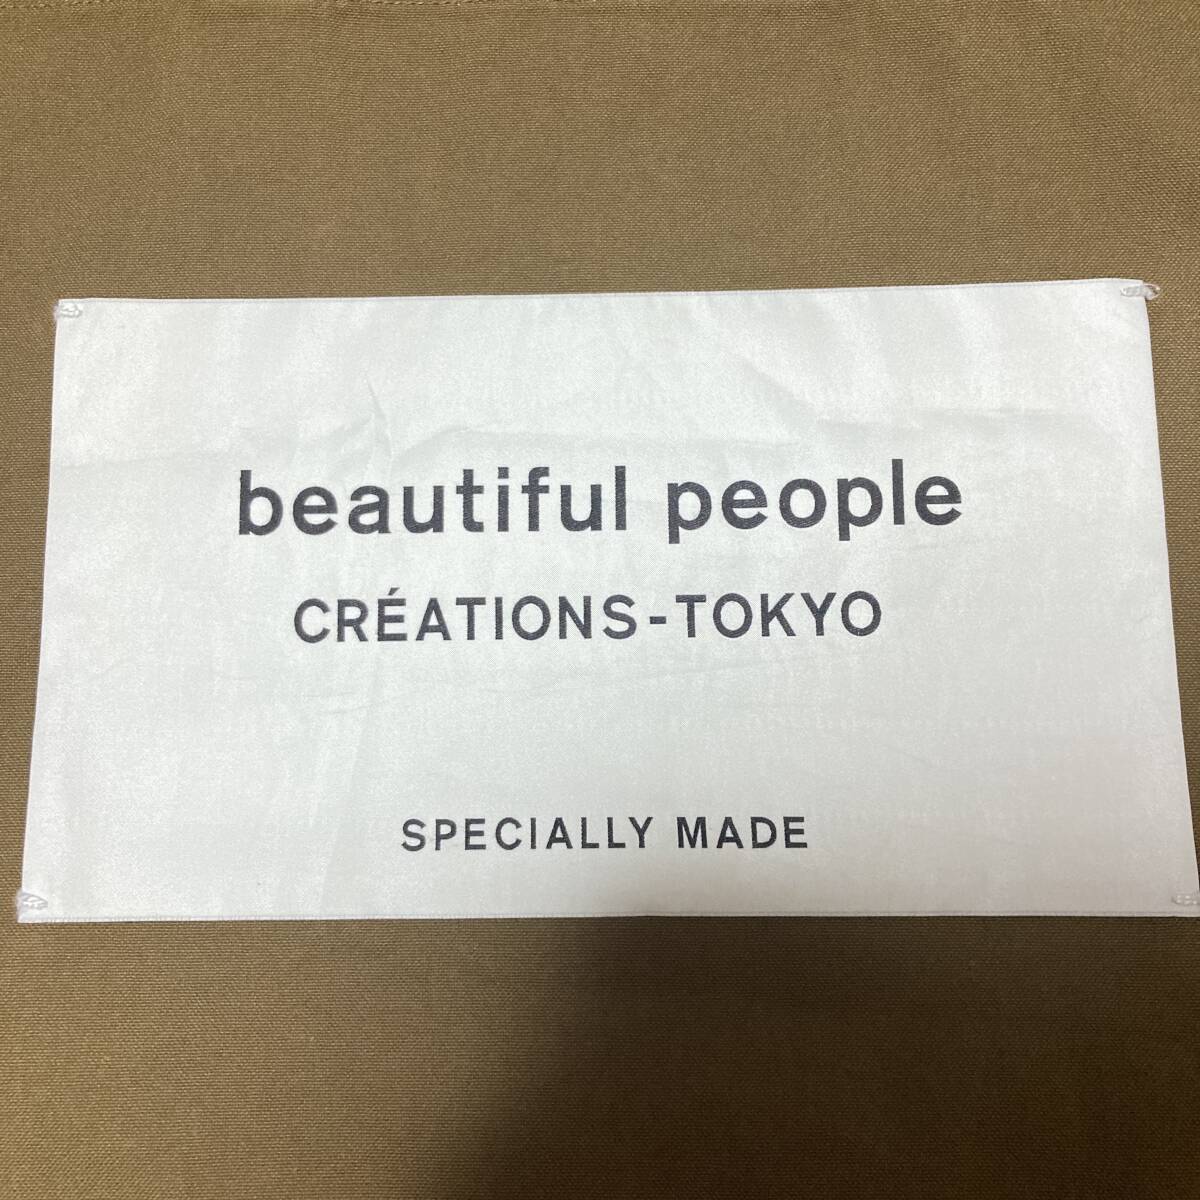 beautiful people
CRÉATIONS-TOKYO
SPECIALLY MADE